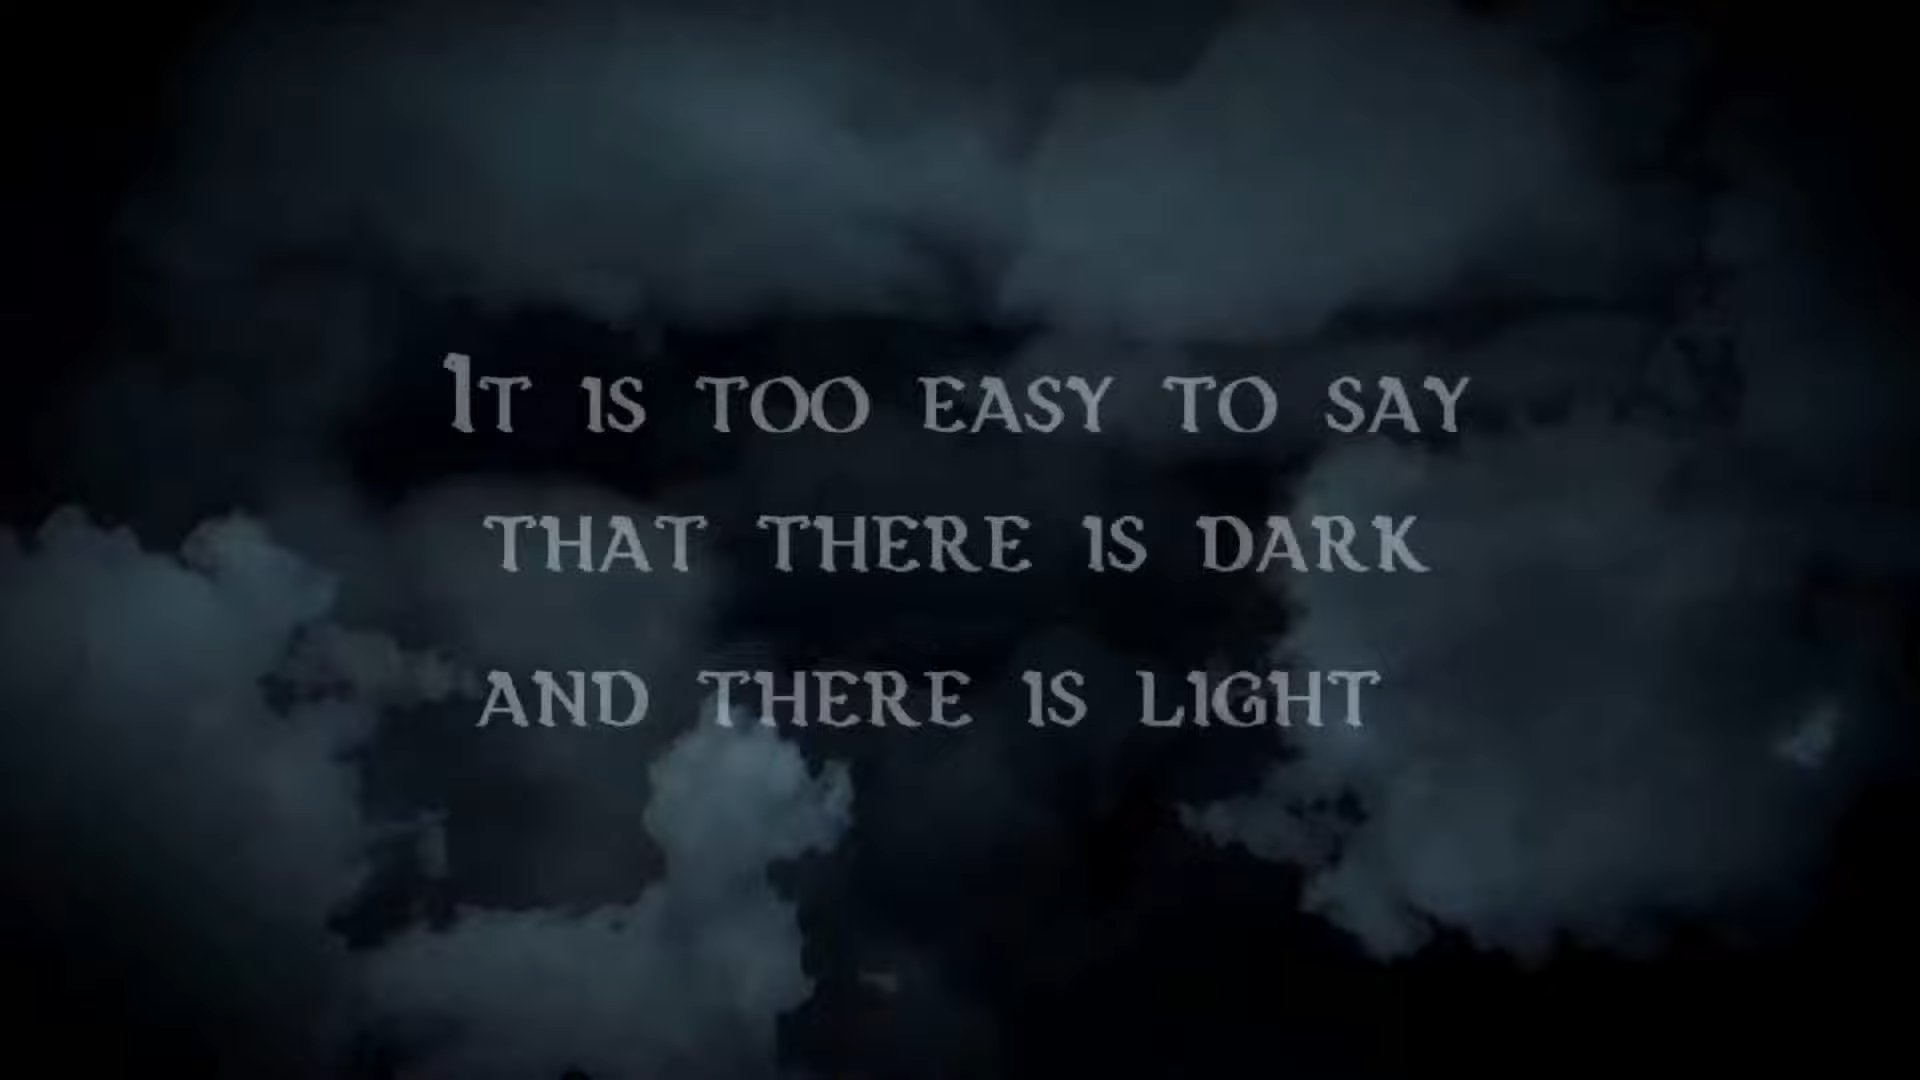 It is too easy to say
that there is dark
and there is light